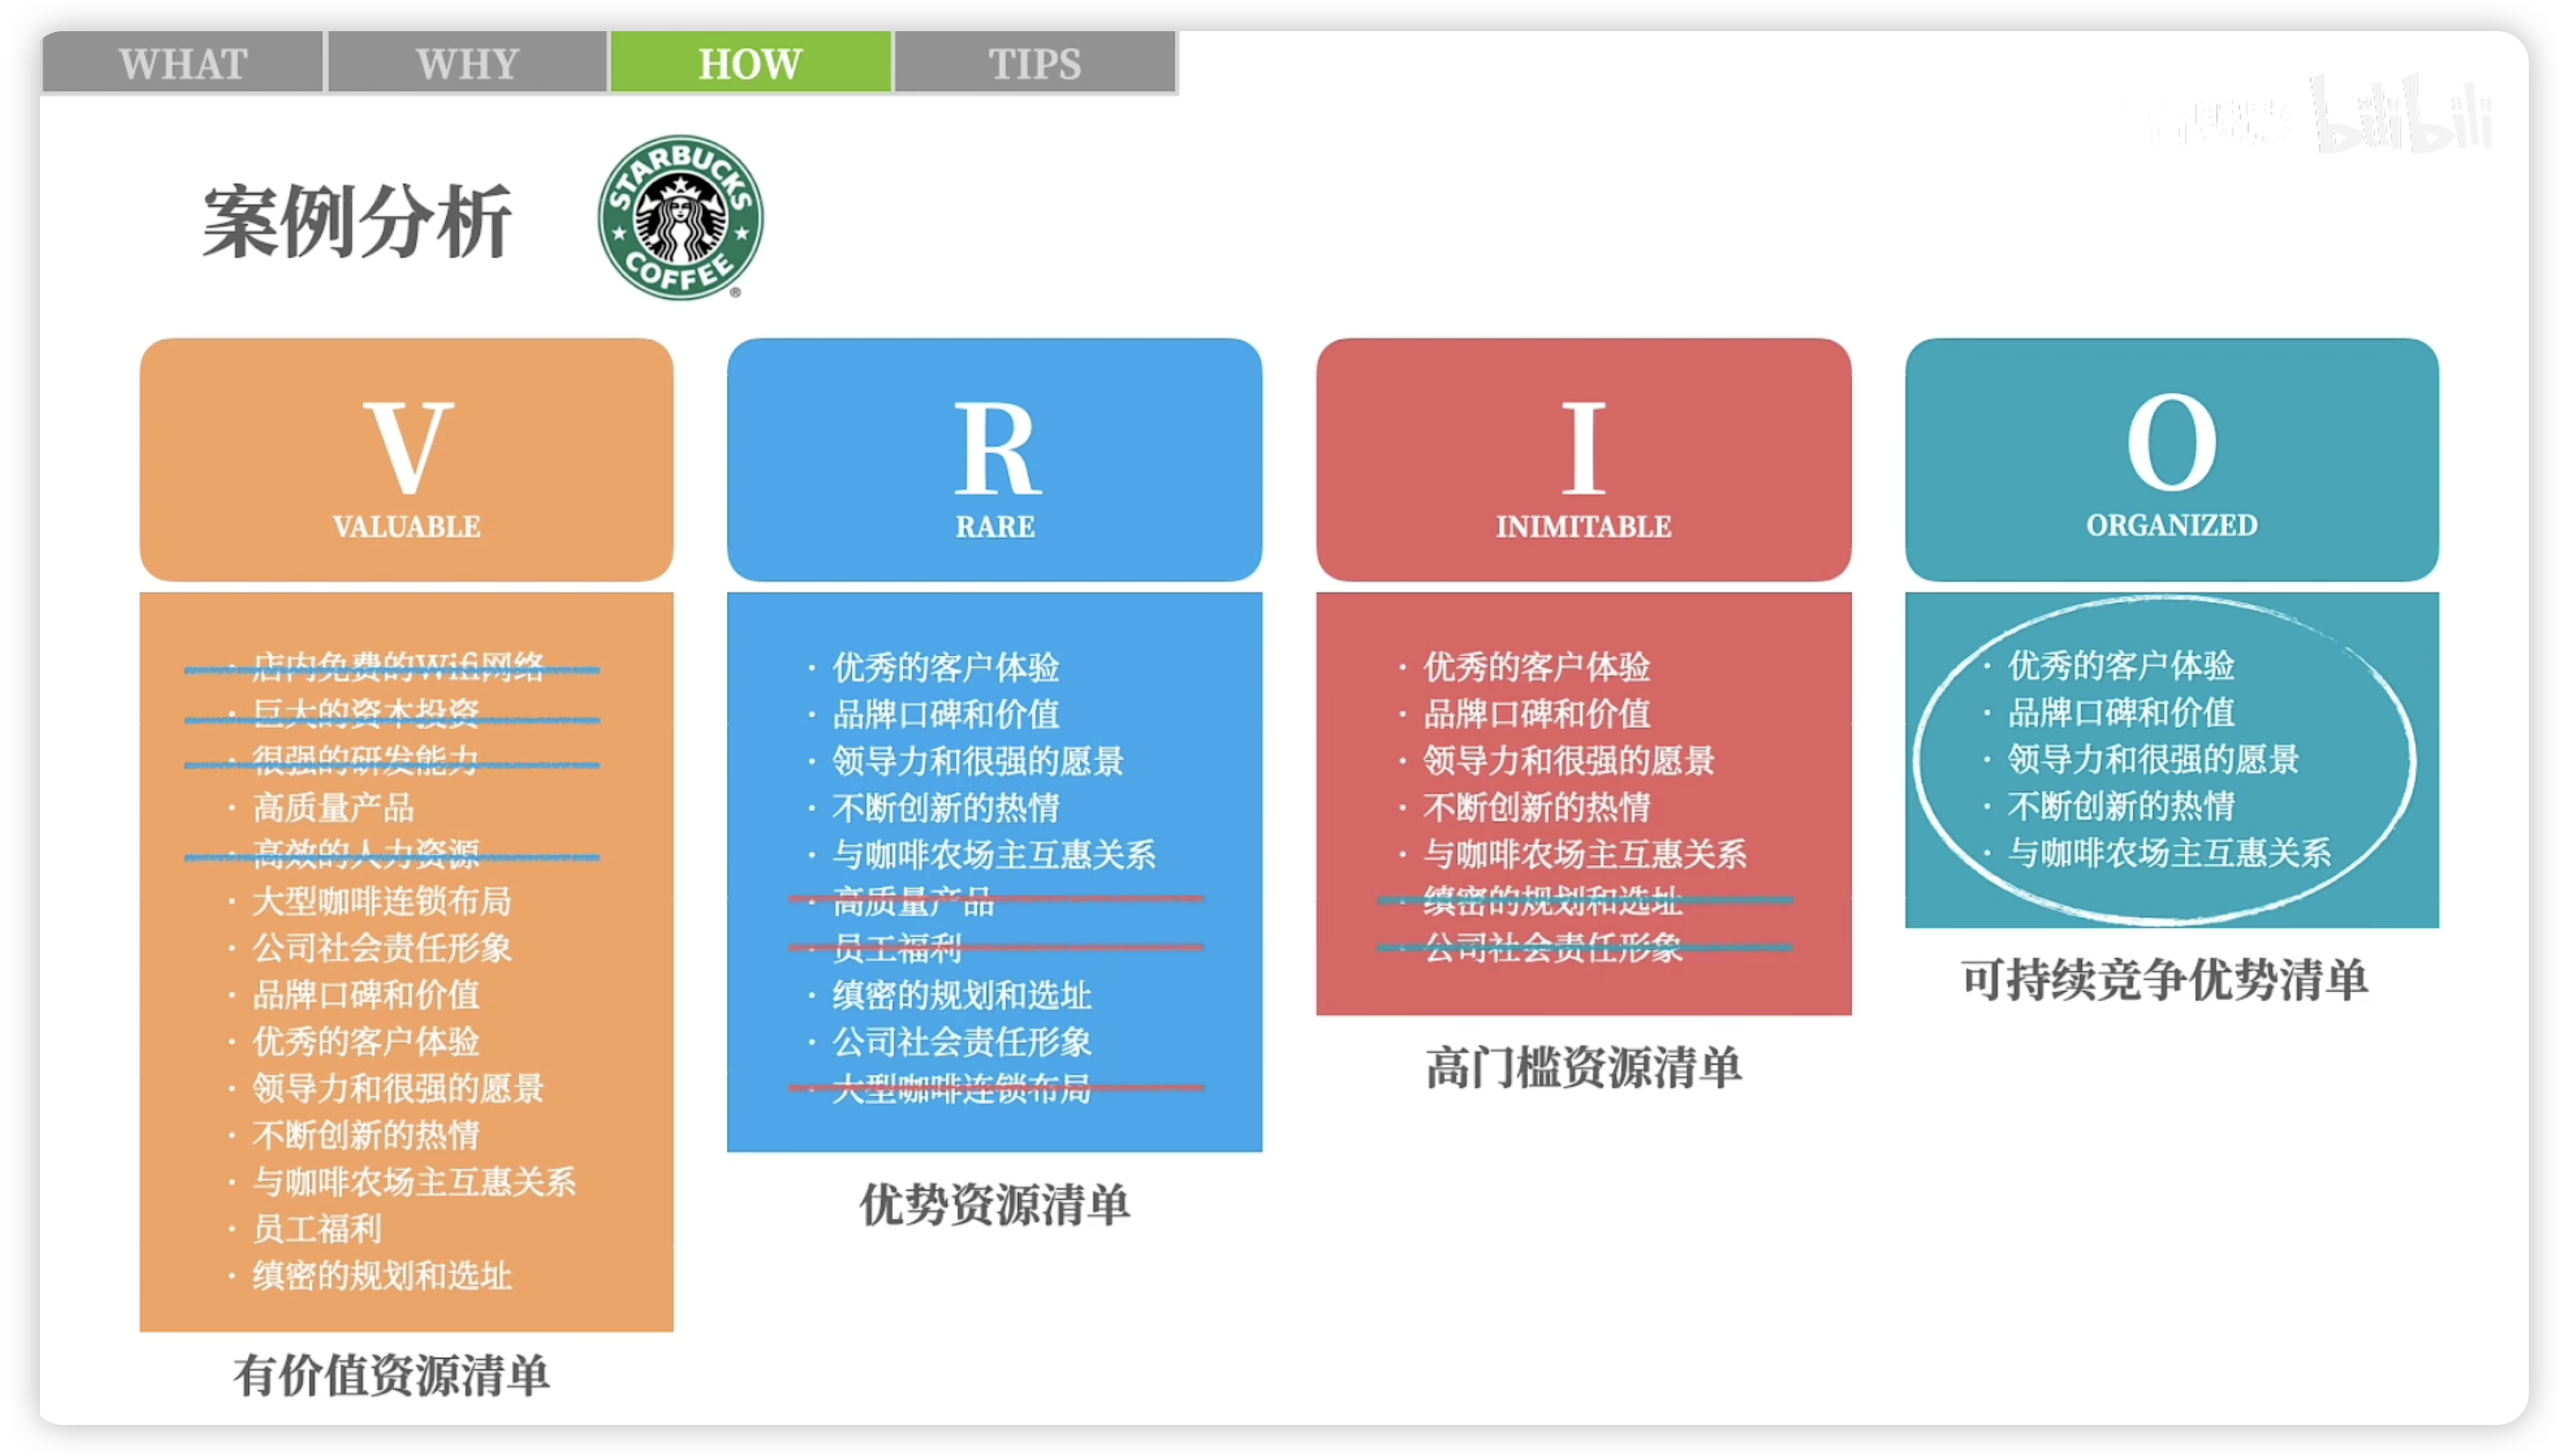 WHAT
WHY
HOW
TIPS
bilibili
案例分析
STARBUCKS
COFFEE
®
V
VALUABLE
· 店内免费的Wifi网络
· 巨大的资本投资
· 很强的研发能力
· 高质量产品
· 高效的人力资源
· 大型咖啡连锁布局
· 公司社会责任形象
· 品牌口碑和价值
· 优秀的客户体验
· 领导力和很强的愿景
· 不断创新的热情
· 与咖啡农场主互惠关系
· 员工福利
· 缜密的规划和选址
有价值资源清单
R
RARE
· 优秀的客户体验
· 品牌口碑和价值
· 领导力和很强的愿景
· 不断创新的热情
· 与咖啡农场主互惠关系
· 高质量产品
· 员工福利
· 缜密的规划和选址
· 公司社会责任形象
· 大型咖啡连锁布局
优势资源清单
I
INIMITABLE
· 优秀的客户体验
· 品牌口碑和价值
· 领导力和很强的愿景
· 不断创新的热情
· 与咖啡农场主互惠关系
· 缜密的规划和选址
· 公司社会责任形象
高门槛资源清单
O
ORGANIZED
· 优秀的客户体验
· 品牌口碑和价值
· 领导力和很强的愿景
· 不断创新的热情
· 与咖啡农场主互惠关系
可持续竞争优势清单